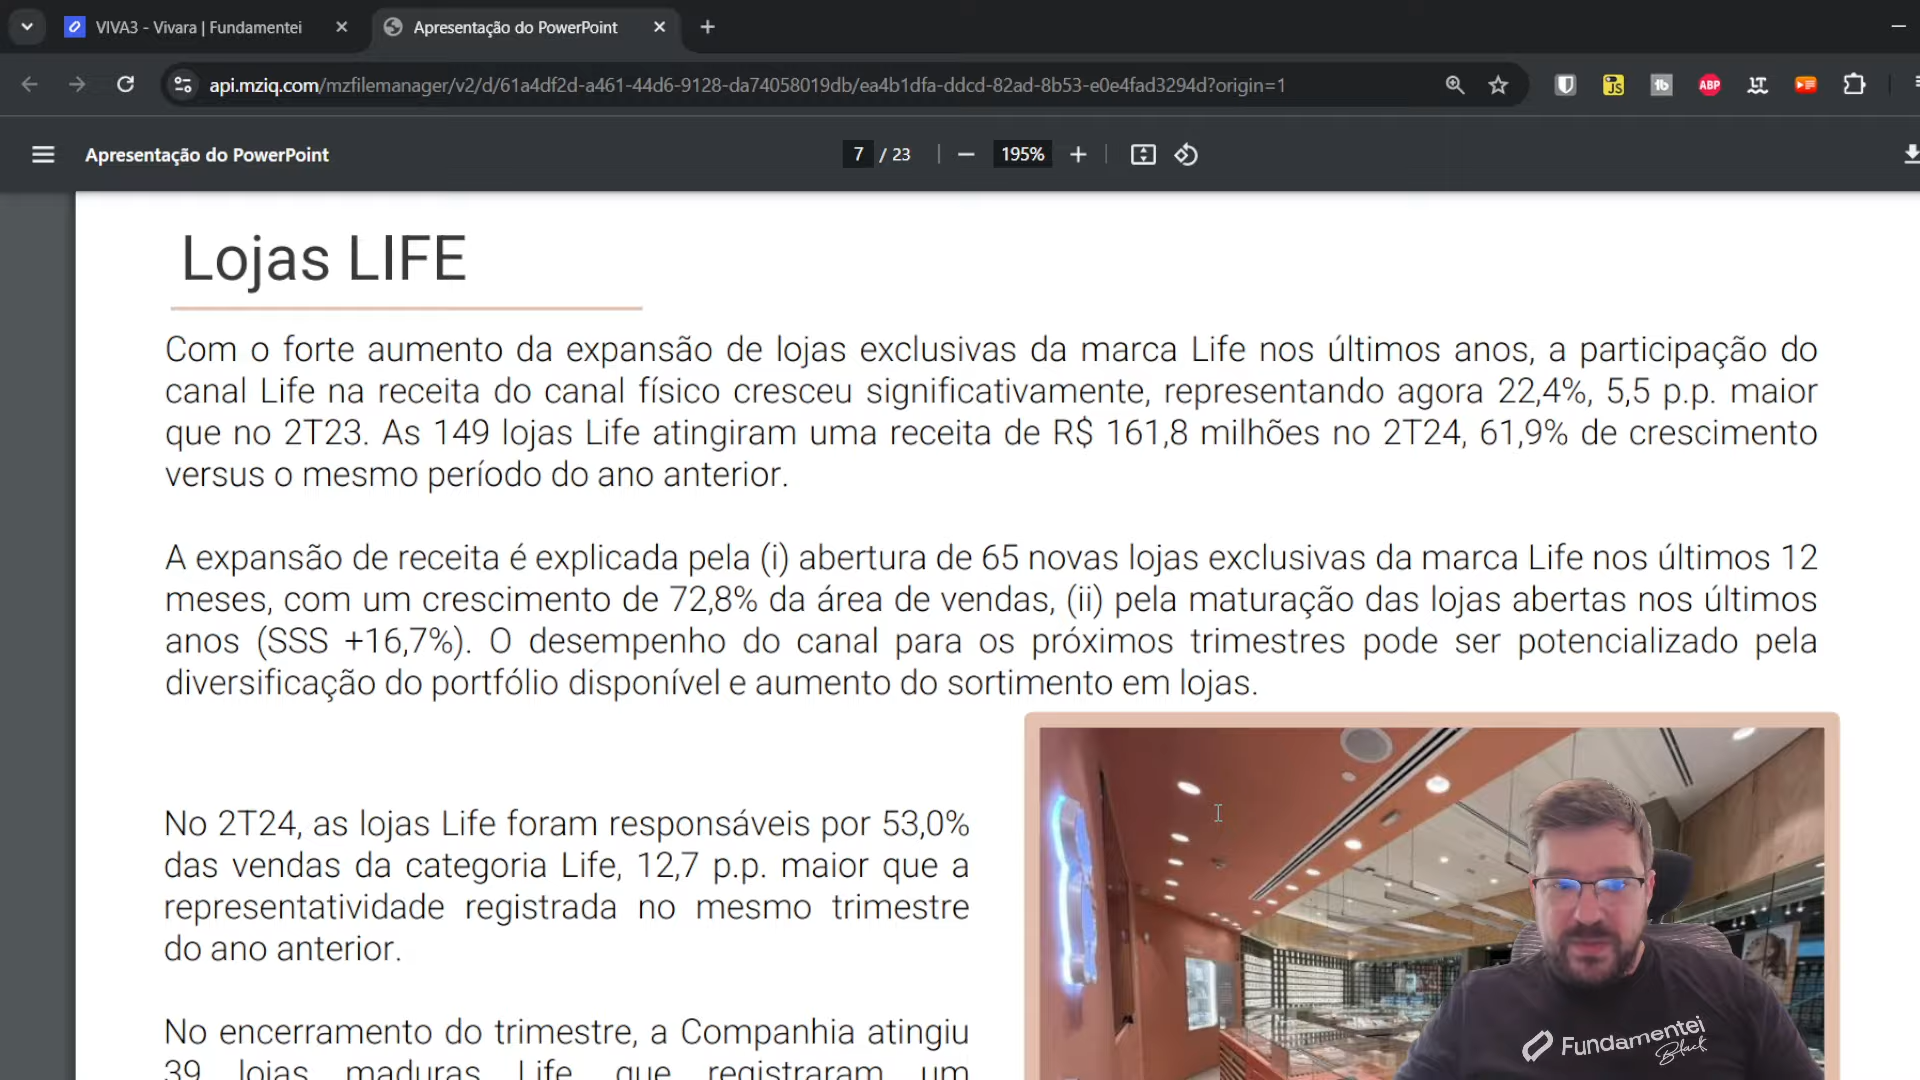 VIVA3 - Vivara | Fundamentei
Apresentação do PowerPoint
api.mziq.com/mzfilemanager/v2/d/61a4df2d-a461-44d6-9128-da74058019db/ea4b1dfa-ddcd-82ad-8b53-e0e4fad3294d?origin=1
JS
ABP
Apresentação do PowerPoint
7 / 23
195%
Lojas LIFE
Com o forte aumento da expansão de lojas exclusivas da marca Life nos últimos anos, a participação do
canal Life na receita do canal físico cresceu significativamente, representando agora 22,4%, 5,5 p.p. maior
que no 2T23. As 149 lojas Life atingiram uma receita de R$ 161,8 milhões no 2T24, 61,9% de crescimento
versus o mesmo período do ano anterior.
A expansão de receita é explicada pela (i) abertura de 65 novas lojas exclusivas da marca Life nos últimos 12
meses, com um crescimento de 72,8% da área de vendas, (ii) pela maturação das lojas abertas nos últimos
anos (SSS +16,7%). O desempenho do canal para os próximos trimestres pode ser potencializado pela
diversificação do portfólio disponível e aumento do sortimento em lojas.
No 2T24, as lojas Life foram responsáveis por 53,0%
das vendas da categoria Life, 12,7 p.p. maior que a
representatividade registrada no mesmo trimestre
do ano anterior.
No encerramento do trimestre, a Companhia atingiu
39 lojas maduras Life que registraram um
Fundamentei
Black